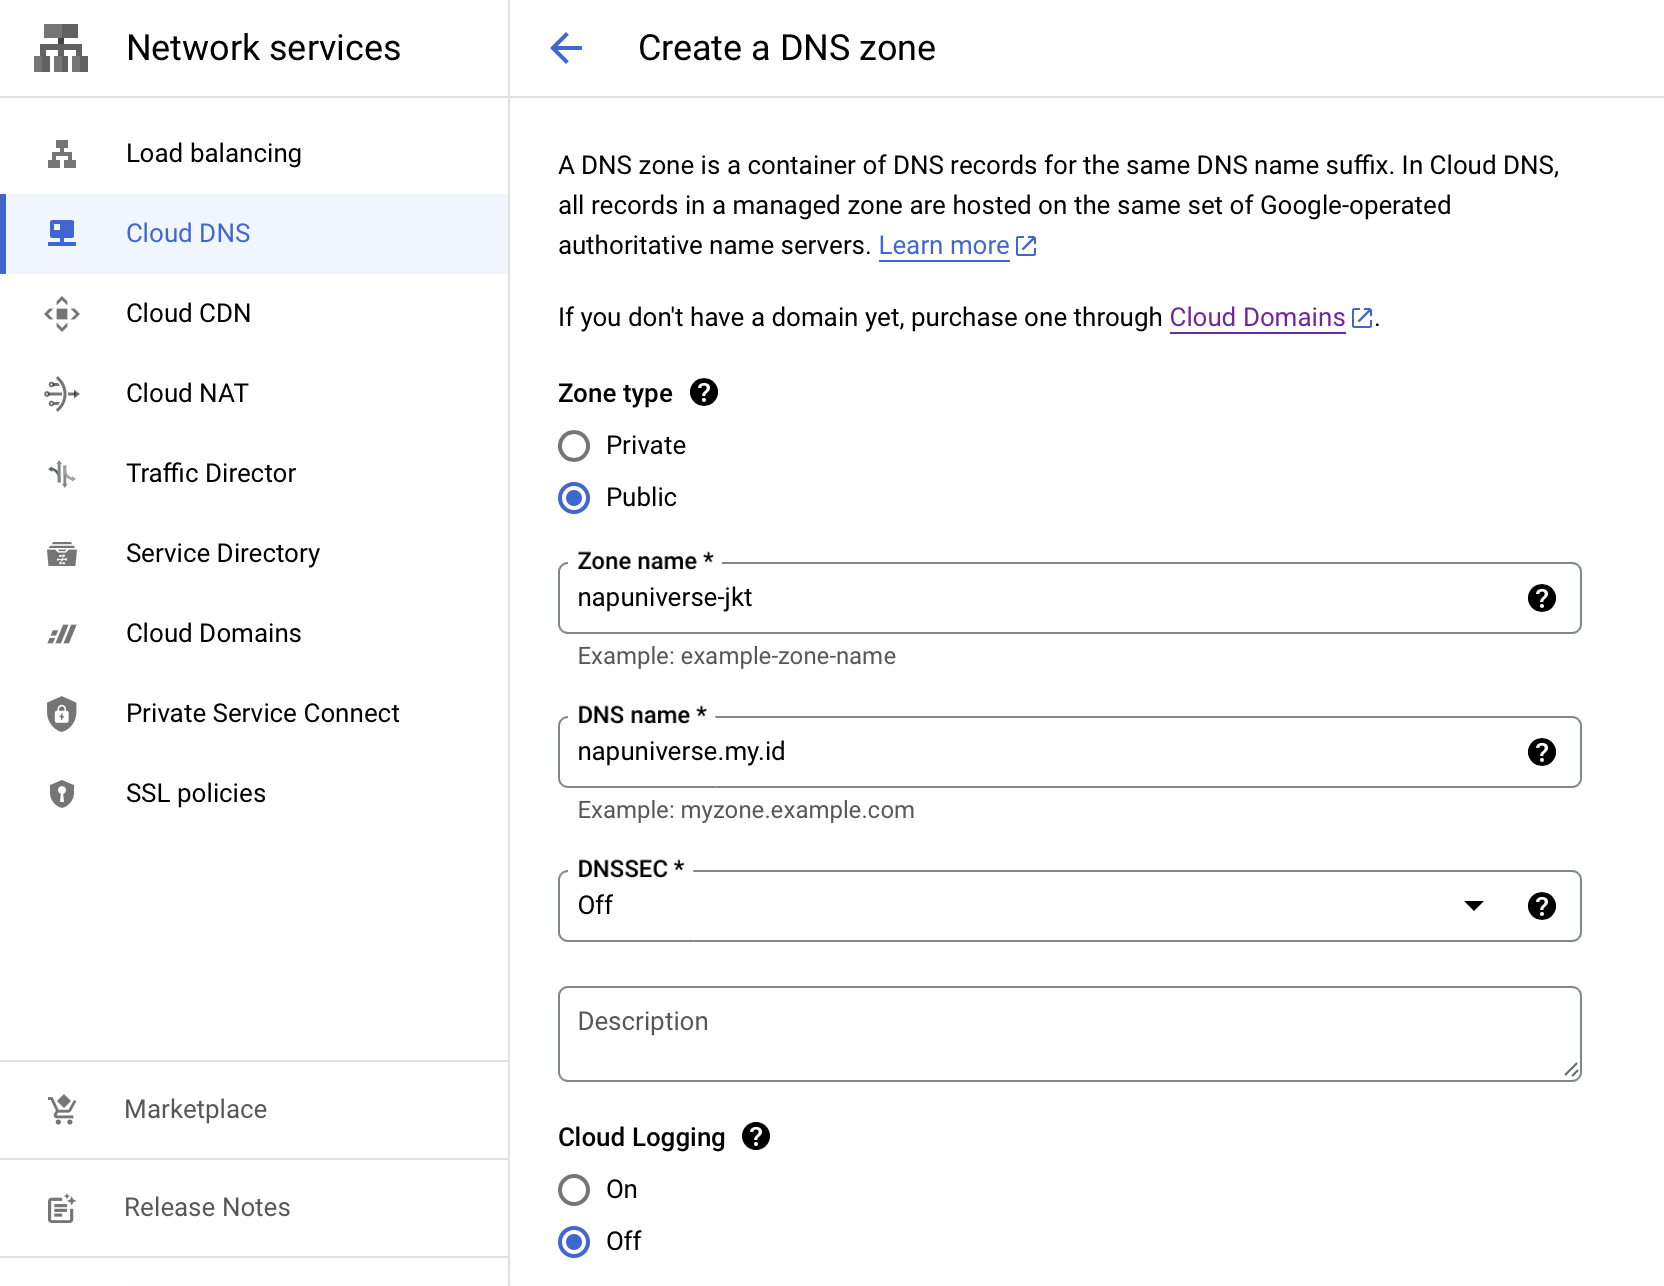 Network services
Create a DNS zone
Load balancing
Cloud DNS
Cloud CDN
Cloud NAT
Traffic Director
Service Directory
Cloud Domains
Private Service Connect
SSL policies
Marketplace
Release Notes
A DNS zone is a container of DNS records for the same DNS name suffix. In Cloud DNS,
all records in a managed zone are hosted on the same set of Google-operated
authoritative name servers. Learn more
If you don't have a domain yet, purchase one through Cloud Domains.
Zone type
Private
Public
Zone name *
napuniverse-jkt
Example: example-zone-name
DNS name *
napuniverse.my.id
Example: myzone.example.com
DNSSEC *
Off
Description
Cloud Logging
On
Off